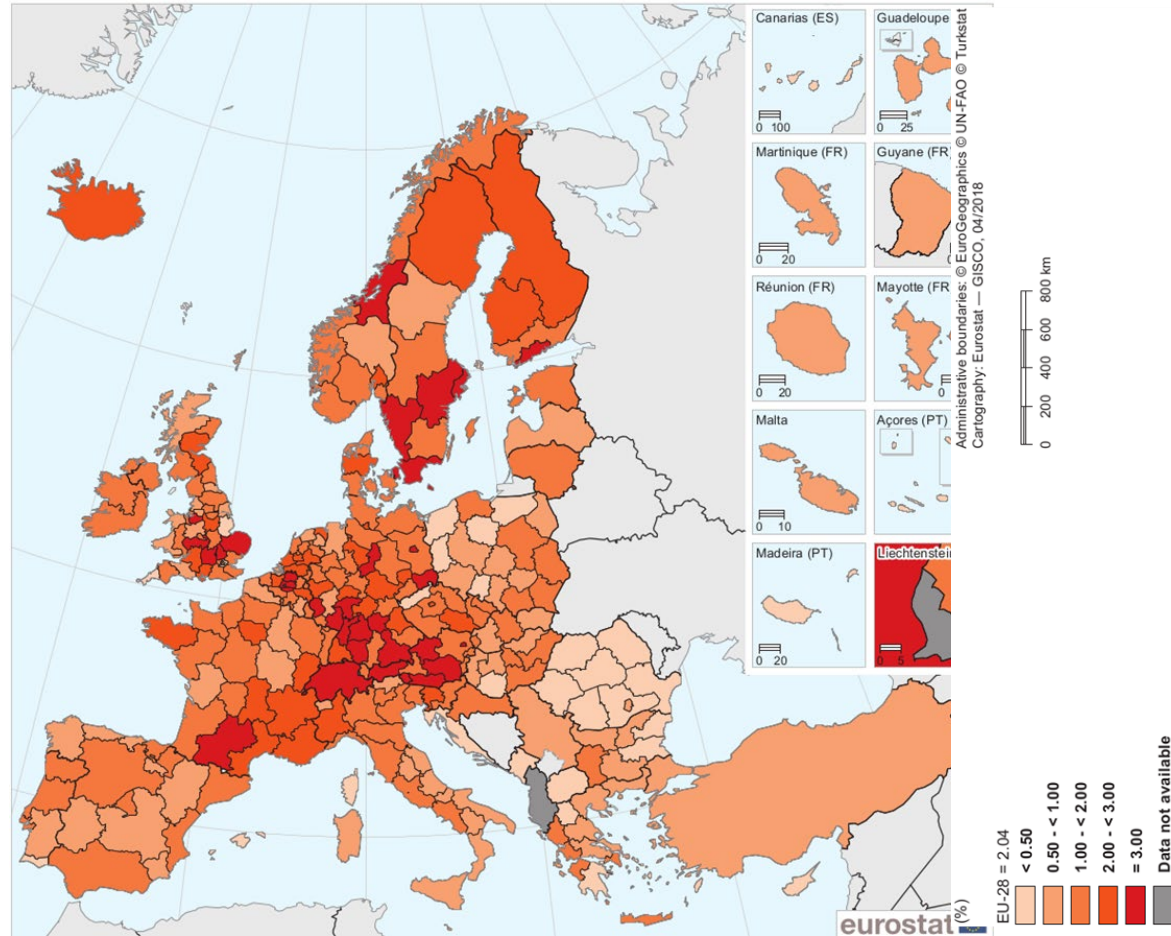 Canarias (ES)
0 100
Guadeloupe
0 25
Martinique (FR)
0 20
Guyane (FR
0
Réunion (FR)
0 20
Mayotte (FR
0
Malta
0 10
Açores (PT)
0
Madeira (PT)
0 20
Liechtenstein
0 5
Administrative boundaries: © EuroGeographics © UN-FAO © Turkstat
Cartography: Eurostat — GISCO, 04/2018
0 200 400 600 800 km
eurostat
(%)
EU-28 = 2.04
< 0.50
0.50 - < 1.00
1.00 - < 2.00
2.00 - < 3.00
= 3.00
Data not available